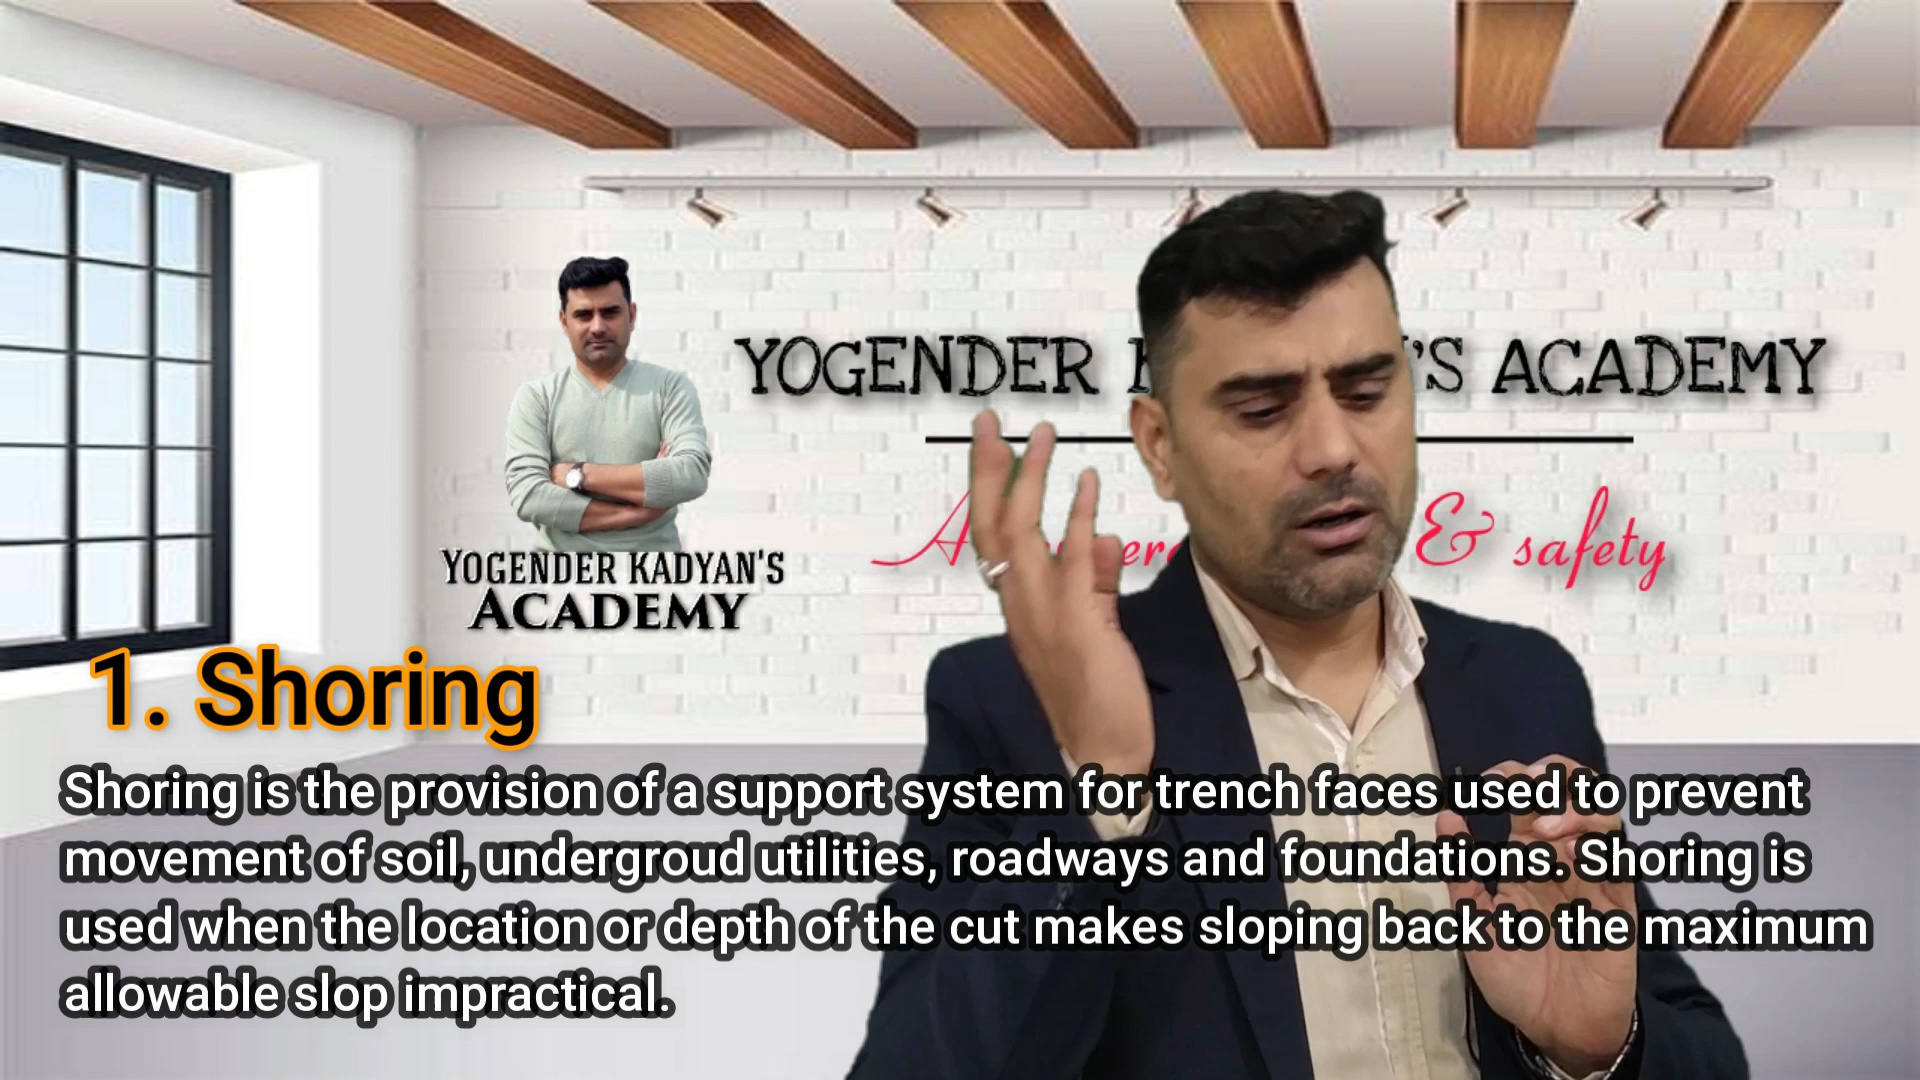 YOGENDER 'S ACADEMY
& safety
YOGENDER KADYAN'S
ACADEMY
1. Shoring
Shoring is the provision of a support system for trench faces used to prevent
movement of soil, undergroud utilities, roadways and foundations. Shoring is
used when the location or depth of the cut makes sloping back to the maximum
allowable slop impractical.